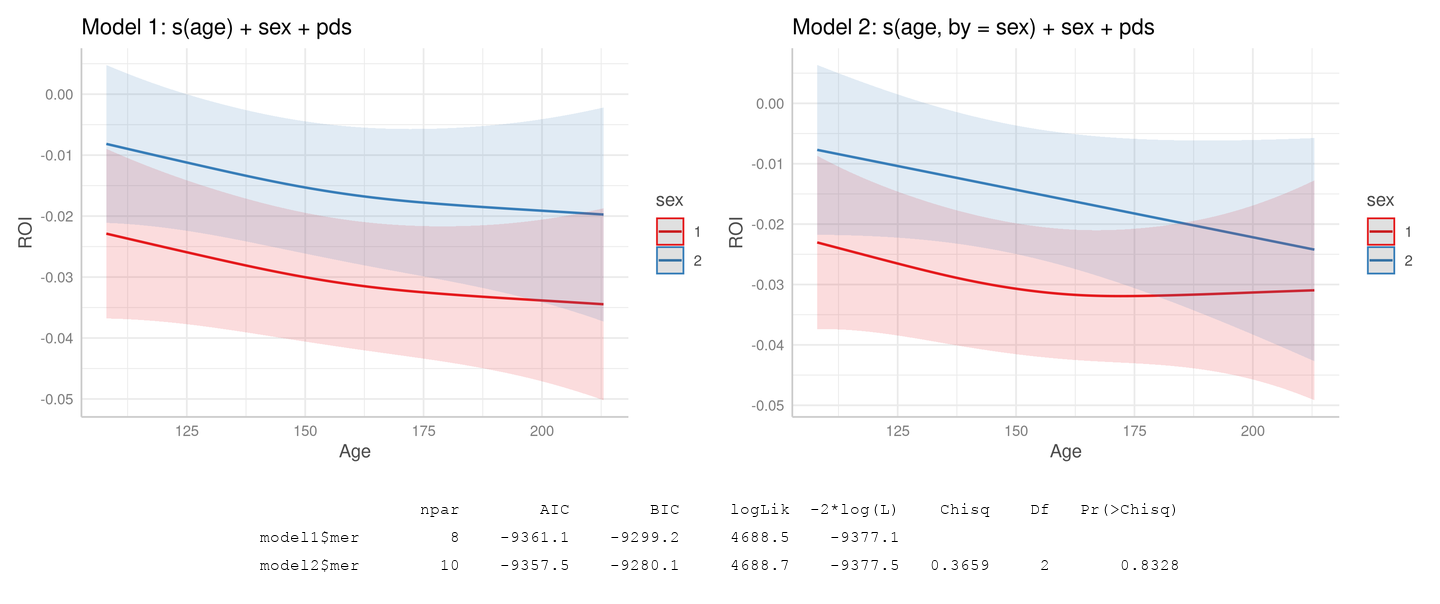 Model 1: s(age) + sex + pds
0.00
-0.01
-0.02
-0.03
-0.04
-0.05
ROI
125 150 175 200
Age
sex
1
2
Model 2: s(age, by = sex) + sex + pds
0.00
-0.01
-0.02
-0.03
-0.04
-0.05
ROI
125 150 175 200
Age
sex
1
2
npar AIC BIC logLik -2*log(L) Chisq Df Pr(>Chisq)
model1$mer 8 -9361.1 -9299.2 4688.5 -9377.1
model2$mer 10 -9357.5 -9280.1 4688.7 -9377.5 0.3659 2 0.8328